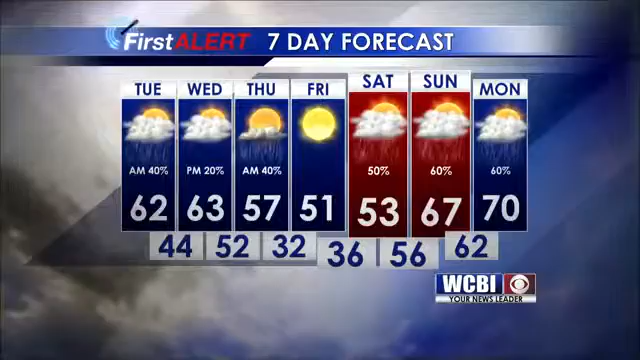 FirstALERT 7 DAY FORECAST
TUE WED THU FRI SAT SUN MON
AM 40% PM 20% AM 40% 50% 60% 60%
62 63 57 51 53 67 70
44 52 32 36 56 62
WCBI
YOUR NEWS LEADER